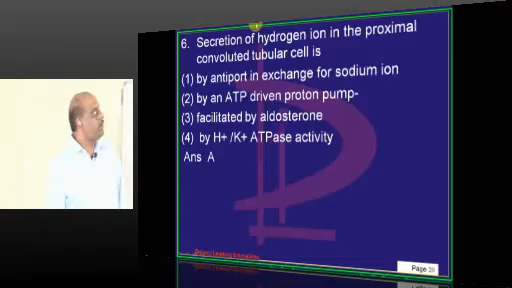 6. Secretion of hydrogen ion in the proximal
convoluted tubular cell is
(1) by antiport in exchange for sodium ion
(2) by an ATP driven proton pump-
(3) facilitated by aldosterone
(4) by H+ /K+ ATPase activity
Ans A
Page 20